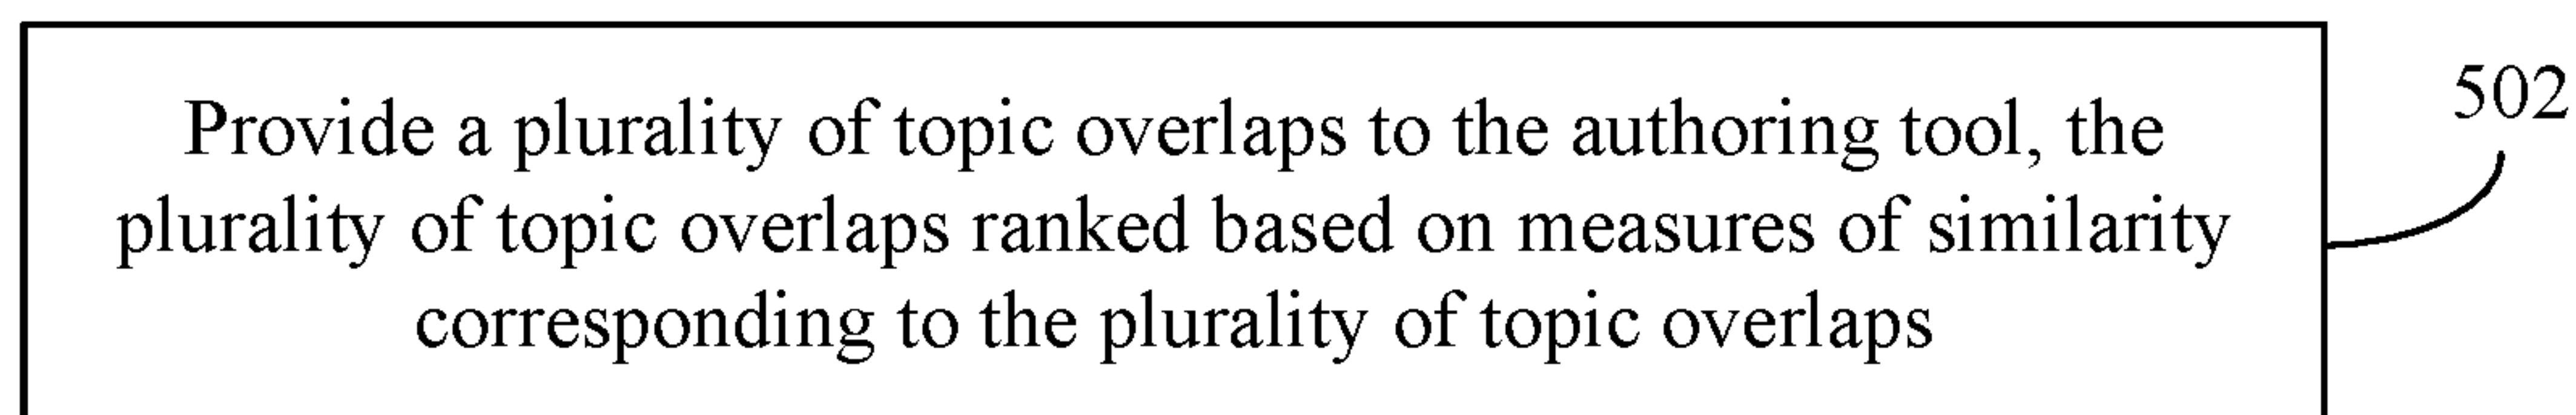 Provide a plurality of topic overlaps to the authoring tool, the
plurality of topic overlaps ranked based on measures of similarity
corresponding to the plurality of topic overlaps
502